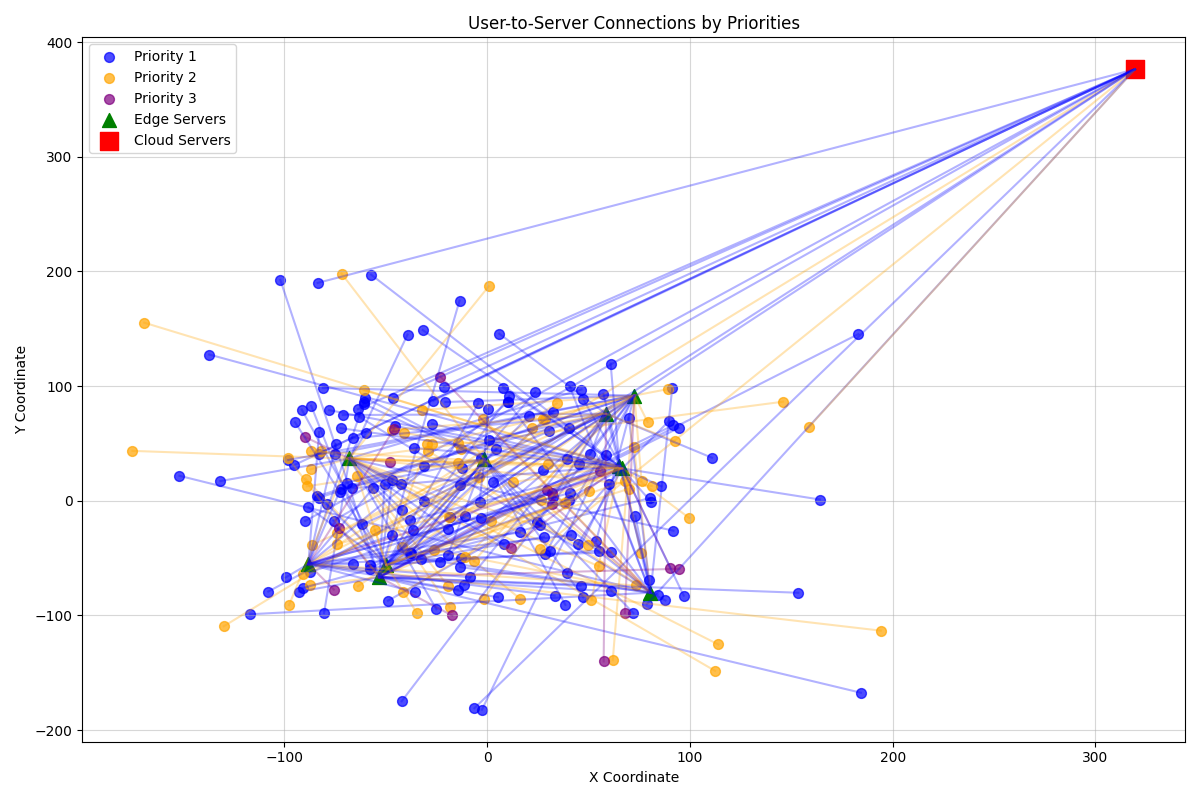 User-to-Server Connections by Priorities
Priority 1
Priority 2
Priority 3
Edge Servers
Cloud Servers
400
300
200
100
0
−100
−200
Y Coordinate
−100
0
100
200
300
X Coordinate